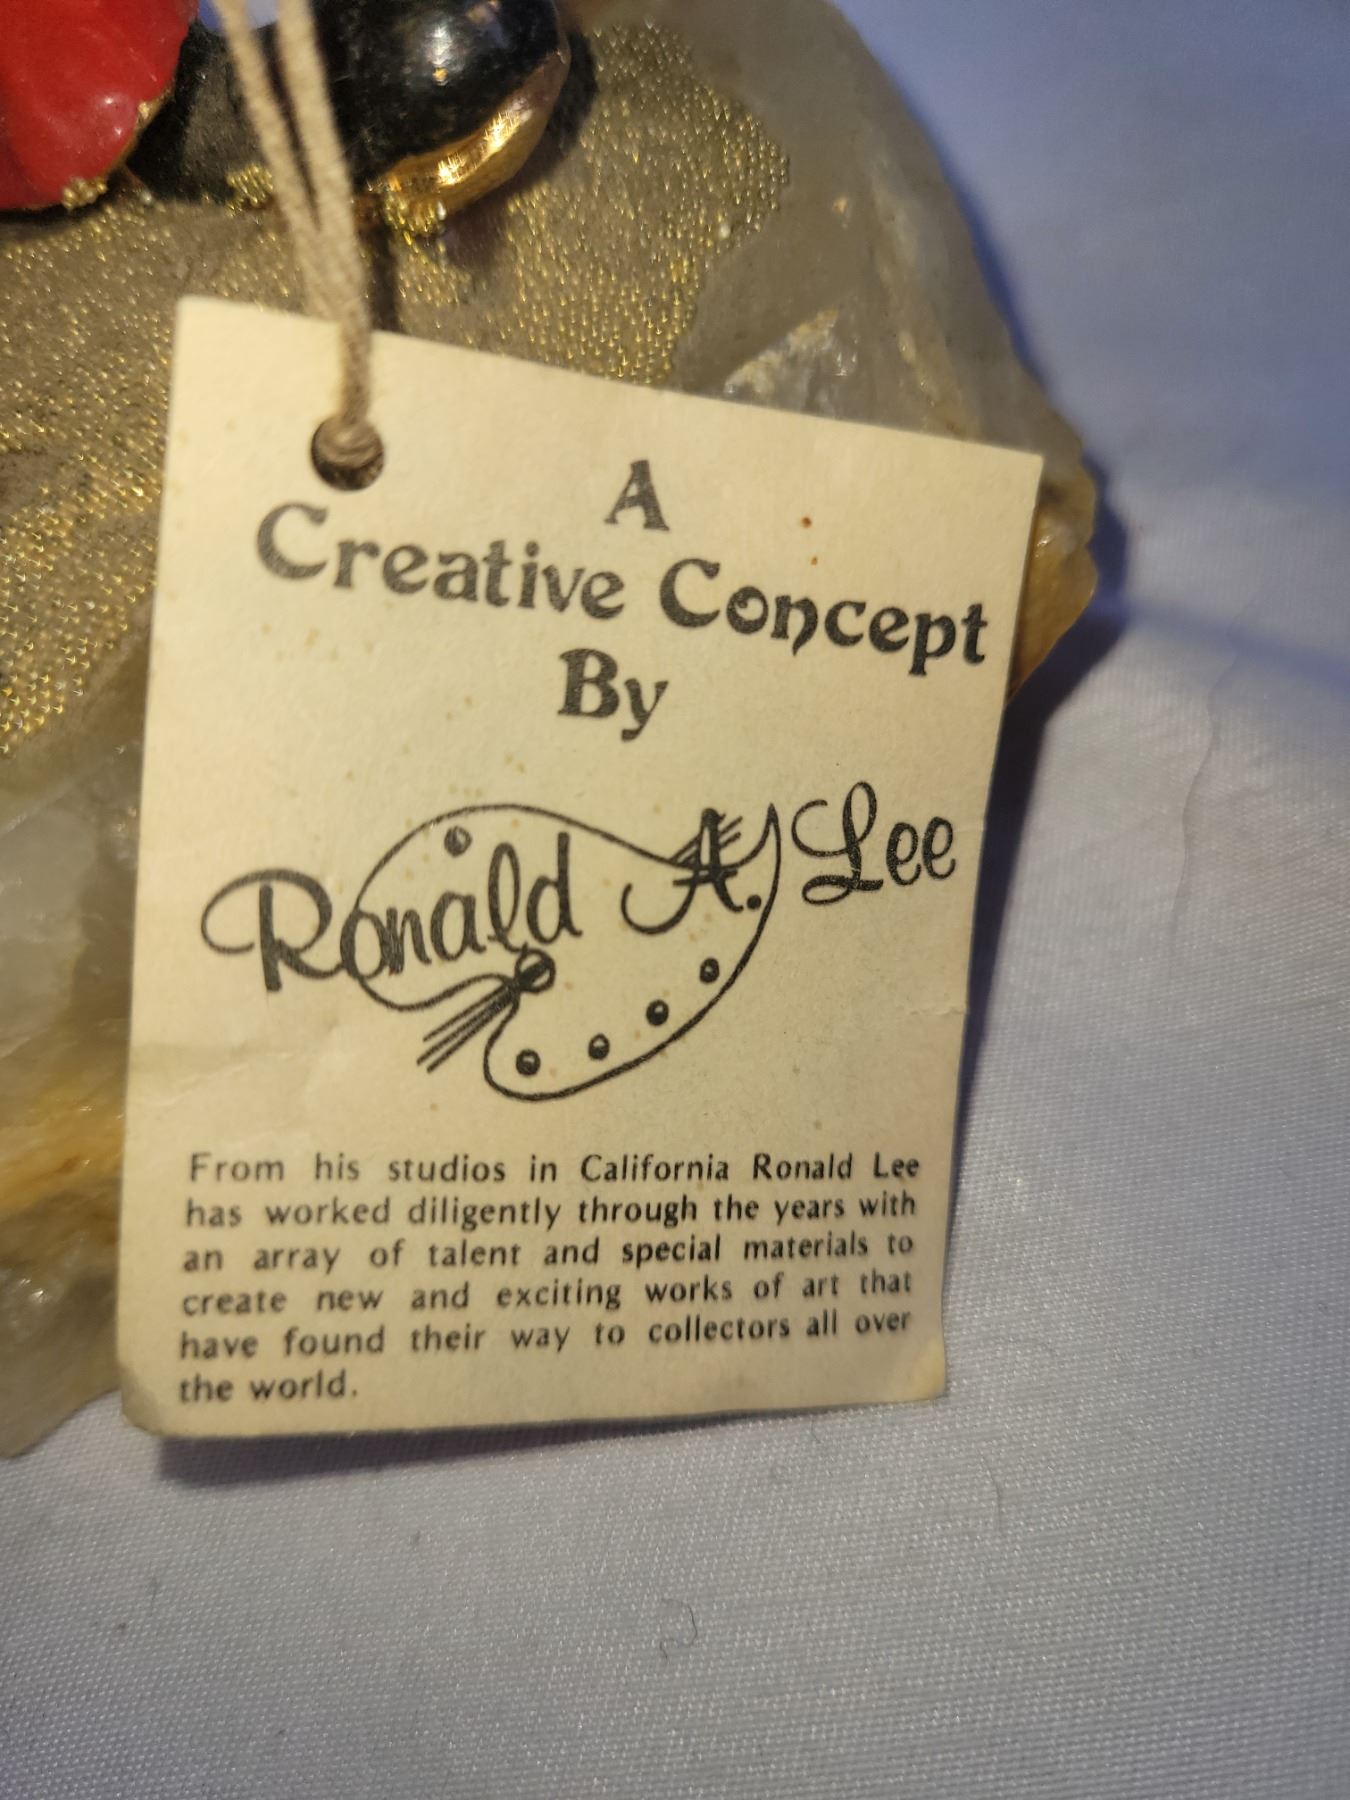 A
Creative Concept
By
Ronald A. Lee
From his studios in California Ronald Lee
has worked diligently through the years with
an array of talent and special materials to
create new and exciting works of art that
have found their way to collectors all over
the world.